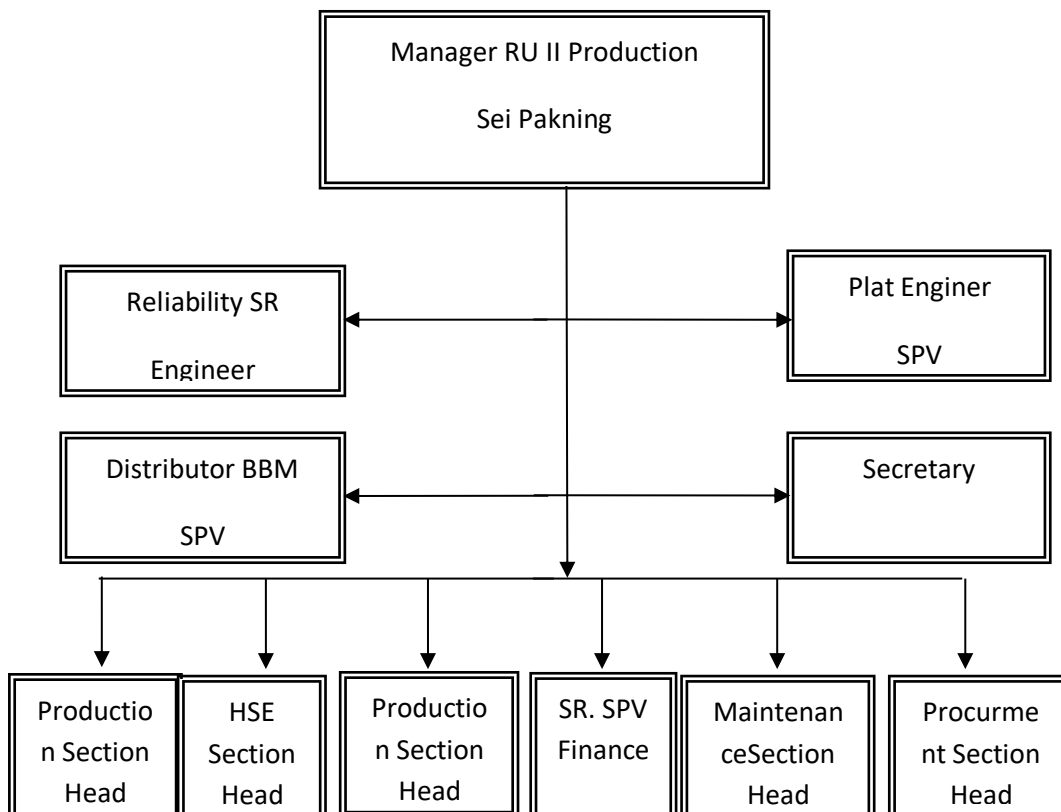 Manager RU II Production
Sei Pakning
Reliability SR
Engineer
Plat Enginer
SPV
Distributor BBM
SPV
Secretary
Productio
n Section
Head
HSE
Section
Head
Productio
n Section
Head
SR. SPV
Finance
Maintenan
ceSection
Head
Procurme
nt Section
Head